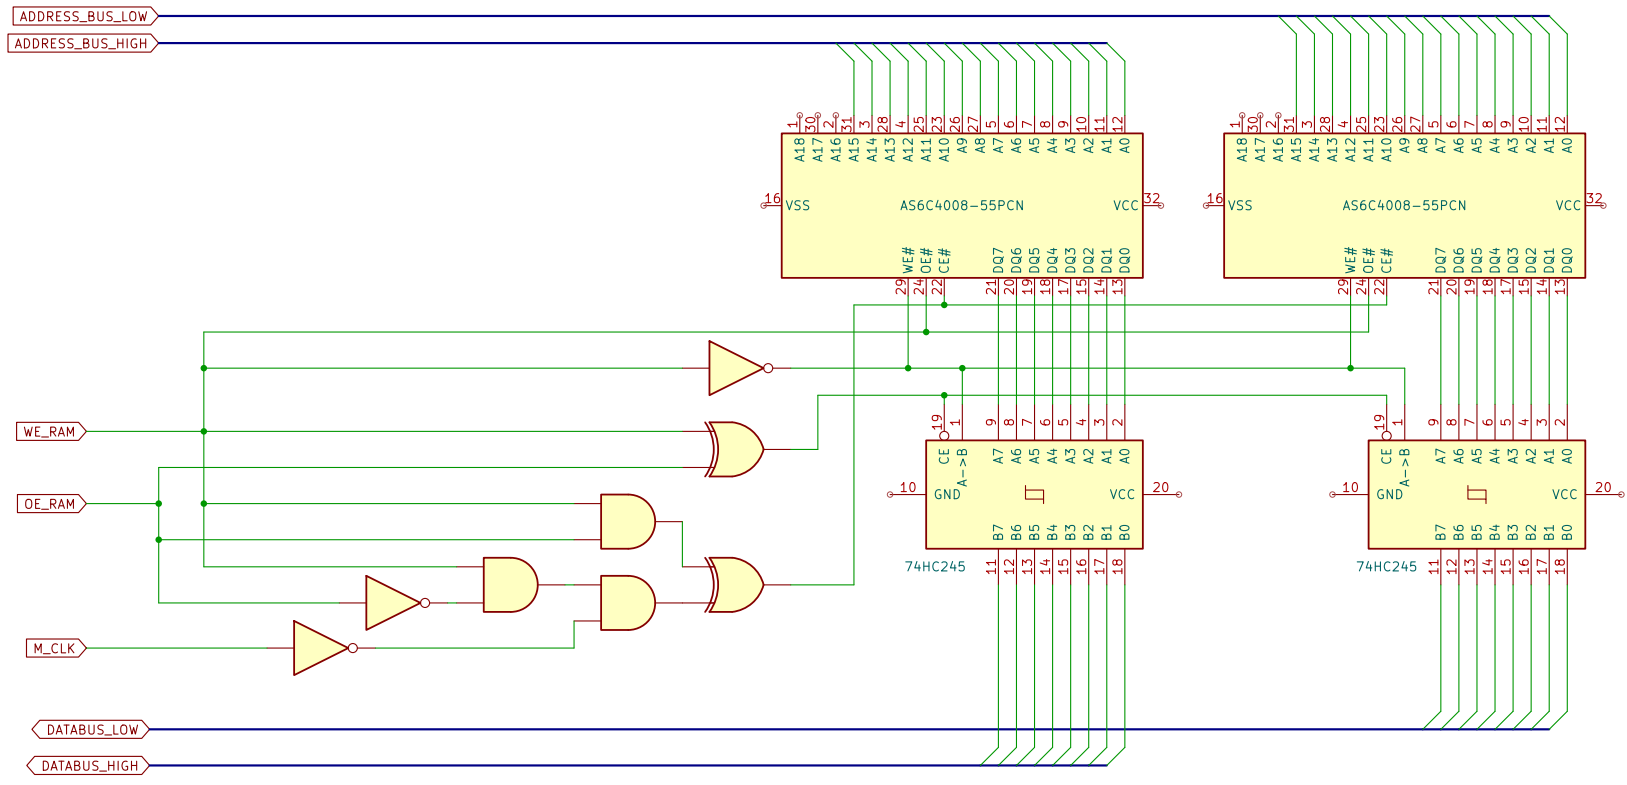 ADDRESS_BUS_LOW
ADDRESS_BUS_HIGH
1 30 2 31 3 28 4 25 23 26 27 5 6 7 8 9 10 11 12
A18 A17 A16 A15 A14 A13 A12 A11 A10 A9 A8 A7 A6 A5 A4 A3 A2 A1 A0
16 VSS AS6C4008-55PCN VCC 32
WE# OE# CE# DQ7 DQ6 DQ5 DQ4 DQ3 DQ2 DQ1 DQ0
29 24 22 21 20 19 18 17 15 14 13
1 30 2 31 3 28 4 25 23 26 27 5 6 7 8 9 10 11 12
A18 A17 A16 A15 A14 A13 A12 A11 A10 A9 A8 A7 A6 A5 A4 A3 A2 A1 A0
16 VSS AS6C4008-55PCN VCC 32
WE# OE# CE# DQ7 DQ6 DQ5 DQ4 DQ3 DQ2 DQ1 DQ0
29 24 22 21 20 19 18 17 15 14 13
WE_RAM
OE_RAM
M_CLK
19 1 9 8 7 6 5 4 3 2
CE A->B A7 A6 A5 A4 A3 A2 A1 A0
10 GND VCC 20
B7 B6 B5 B4 B3 B2 B1 B0
74HC245
11 12 13 14 15 16 17 18
19 1 9 8 7 6 5 4 3 2
CE A->B A7 A6 A5 A4 A3 A2 A1 A0
10 GND VCC 20
B7 B6 B5 B4 B3 B2 B1 B0
74HC245
11 12 13 14 15 16 17 18
DATABUS_LOW
DATABUS_HIGH